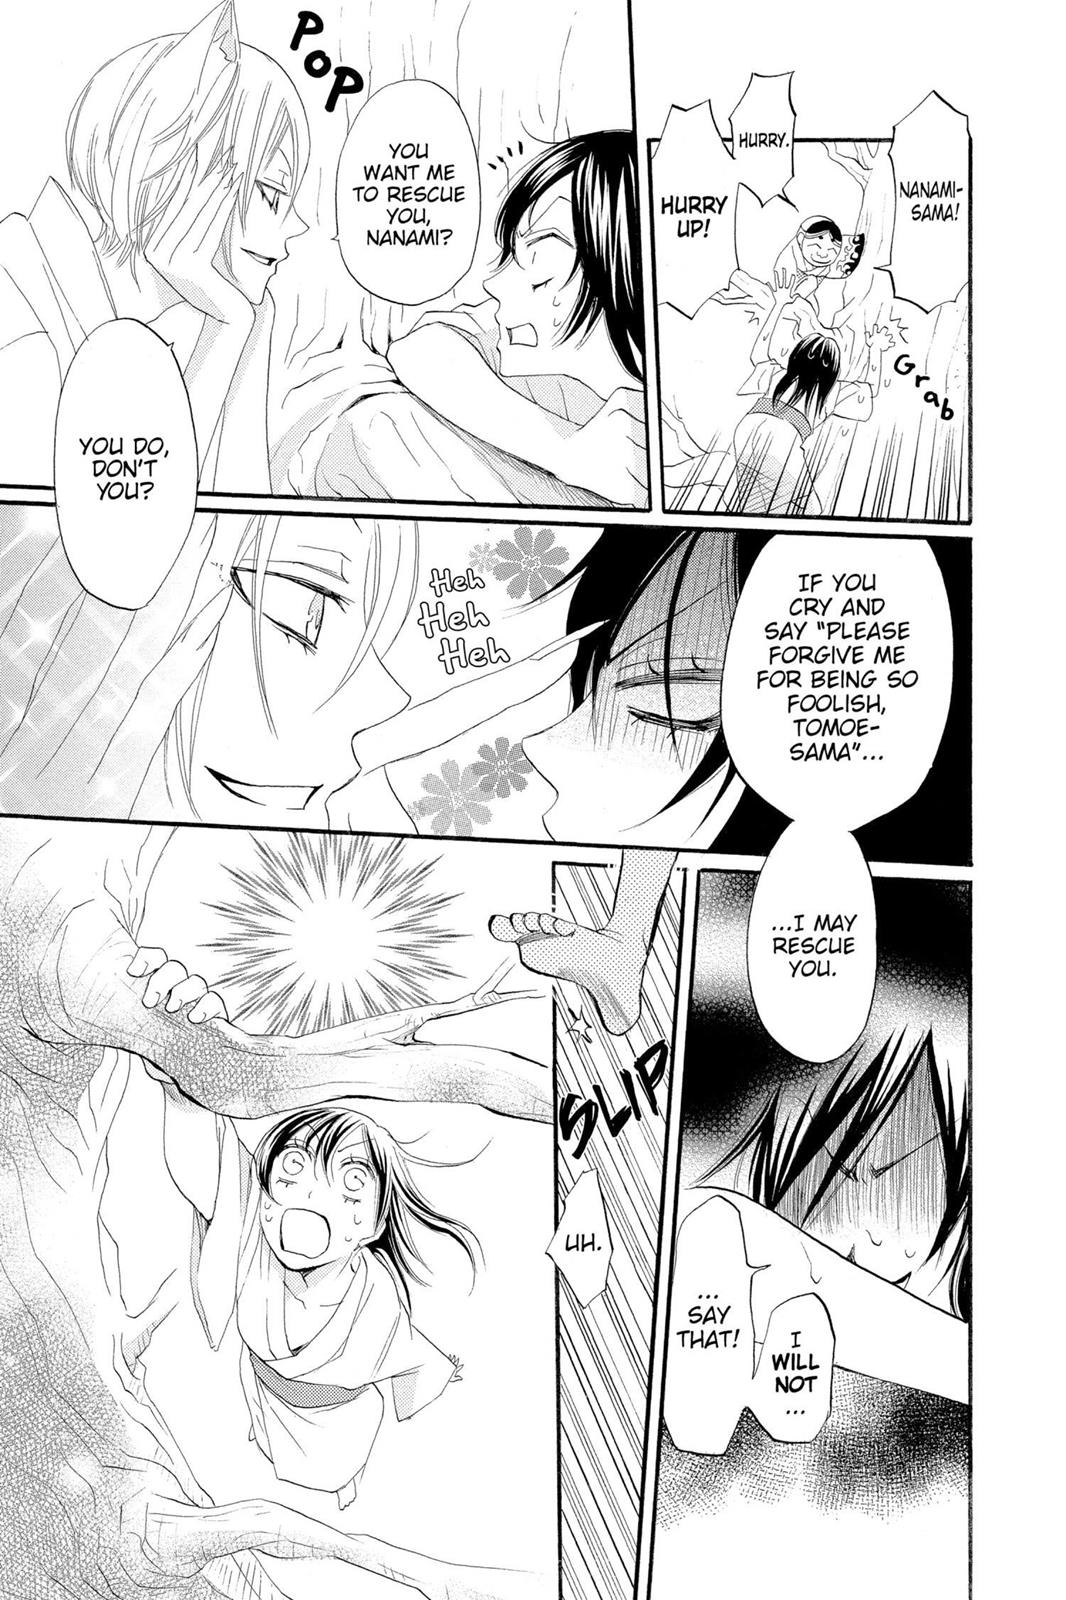 NANAMI-
SAMA!
HURRY.
HURRY
UP!
Grab
POP
YOU
WANT ME
TO RESCUE
YOU,
NANAMI?
YOU DO,
DON'T
YOU?
IF YOU
CRY AND
SAY "PLEASE
FORGIVE ME
FOR BEING SO
FOOLISH,
TOMOE-
SAMA"...
Heh
Heh
Heh
...I MAY
RESCUE
YOU.
I
WILL
NOT
...
...
SAY
THAT!
SLIP
UH.